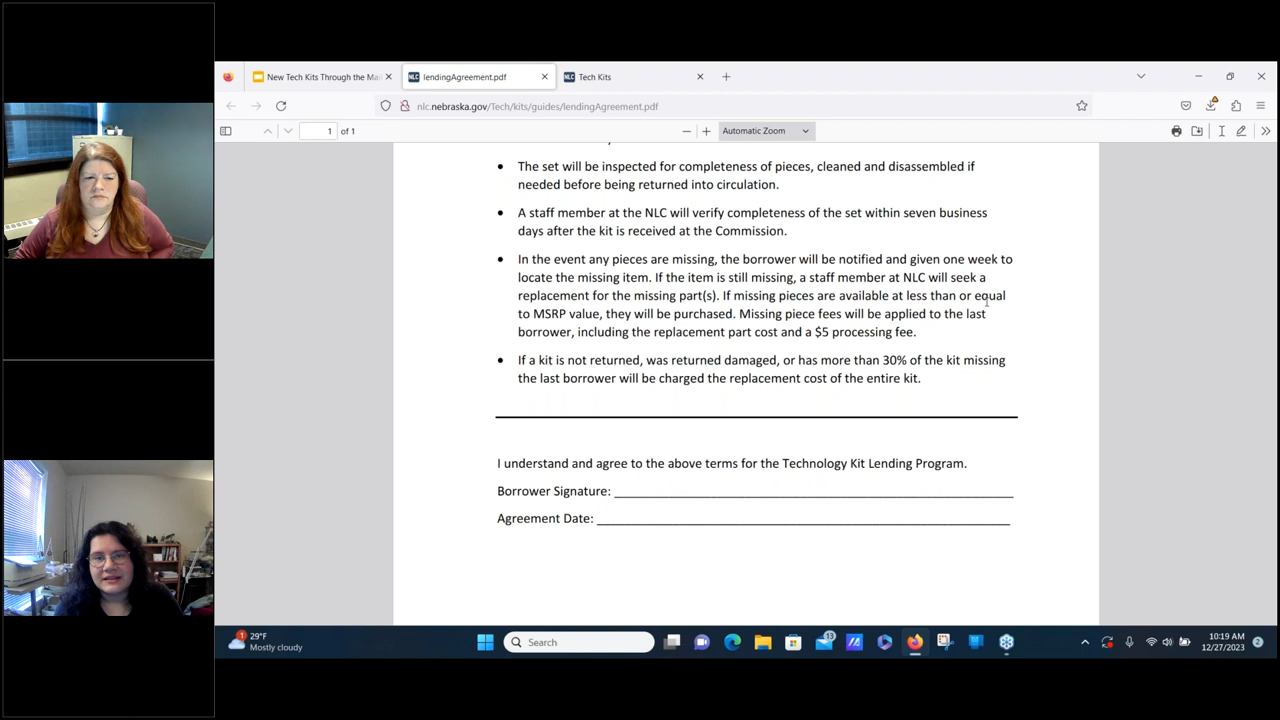 New Tech Kits Through the Mai
lendingAgreement.pdf
Tech Kits
nlc.nebraska.gov/Tech/kits/guides/lendingAgreement.pdf
1 of 1
Automatic Zoom
The set will be inspected for completeness of pieces, cleaned and disassembled if
needed before being returned into circulation.
A staff member at the NLC will verify completeness of the set within seven business
days after the kit is received at the Commission.
In the event any pieces are missing, the borrower will be notified and given one week to
locate the missing item. If the item is still missing, a staff member at NLC will seek a
replacement for the missing part(s). If missing pieces are available at less than or equal
to MSRP value, they will be purchased. Missing piece fees will be applied to the last
borrower, including the replacement part cost and a $5 processing fee.
If a kit is not returned, was returned damaged, or has more than 30% of the kit missing
the last borrower will be charged the replacement cost of the entire kit.
I understand and agree to the above terms for the Technology Kit Lending Program.
Borrower Signature:
Agreement Date:
1
29°F
Mostly cloudy
Search
13
10:19 AM
12/27/2023
2